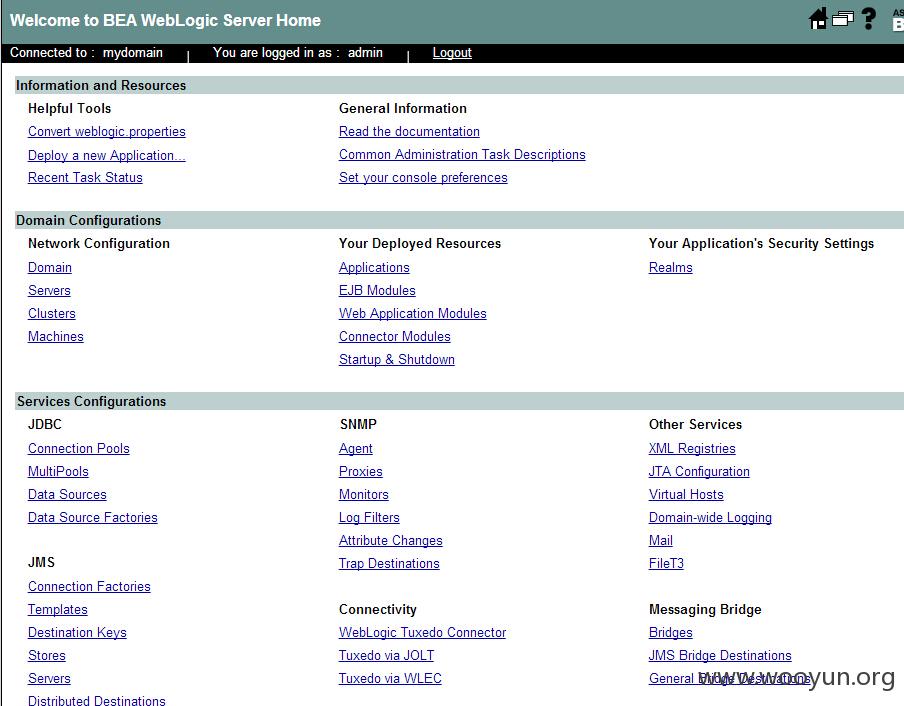 Welcome to BEA WebLogic Server Home
Connected to : mydomain | You are logged in as : admin | Logout
Information and Resources
Helpful Tools
General Information
Convert weblogic.properties
Read the documentation
Deploy a new Application...
Common Administration Task Descriptions
Recent Task Status
Set your console preferences
Domain Configurations
Network Configuration
Your Deployed Resources
Your Application's Security Settings
Domain
Applications
Realms
Servers
EJB Modules
Clusters
Web Application Modules
Machines
Connector Modules
Startup & Shutdown
Services Configurations
JDBC
SNMP
Other Services
Connection Pools
Agent
XML Registries
MultiPools
Proxies
JTA Configuration
Data Sources
Monitors
Virtual Hosts
Data Source Factories
Log Filters
Domain-wide Logging
Attribute Changes
Mail
JMS
Trap Destinations
FileT3
Connection Factories
Templates
Connectivity
Messaging Bridge
Destination Keys
WebLogic Tuxedo Connector
Bridges
Stores
Tuxedo via JOLT
JMS Bridge Destinations
Servers
Tuxedo via WLEC
General Bridge Destinations
www.wooyun.org
Distributed Destinations